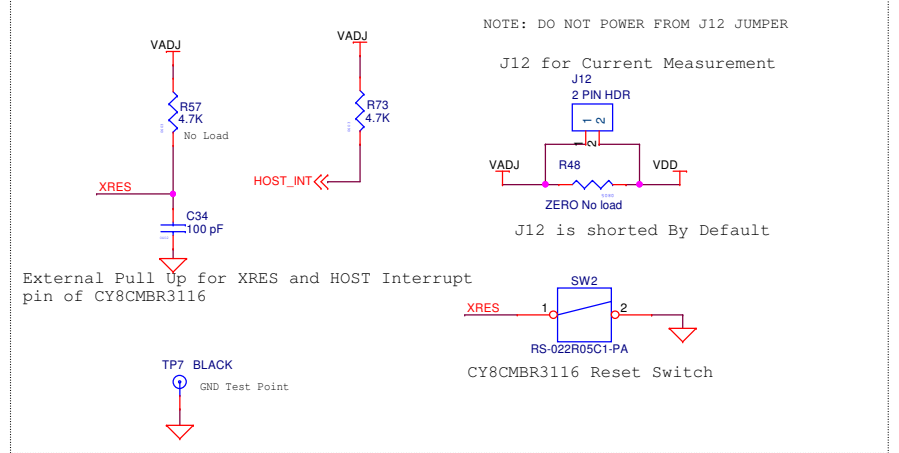 NOTE: DO NOT POWER FROM J12 JUMPER
VADJ
VADJ
J12 for Current Measurement
J12
2 PIN HDR
R57
4.7K
No Load
R73
4.7K
1 2
1
2
R48
VADJ
VDD
HOST_INT
XRES
ZERO No load
C34
100 pF
J12 is shorted By Default
External Pull Up for XRES and HOST Interrupt
pin of CY8CMBR3116
SW2
XRES
1
2
RS-022R05C1-PA
TP7 BLACK
GND Test Point
CY8CMBR3116 Reset Switch